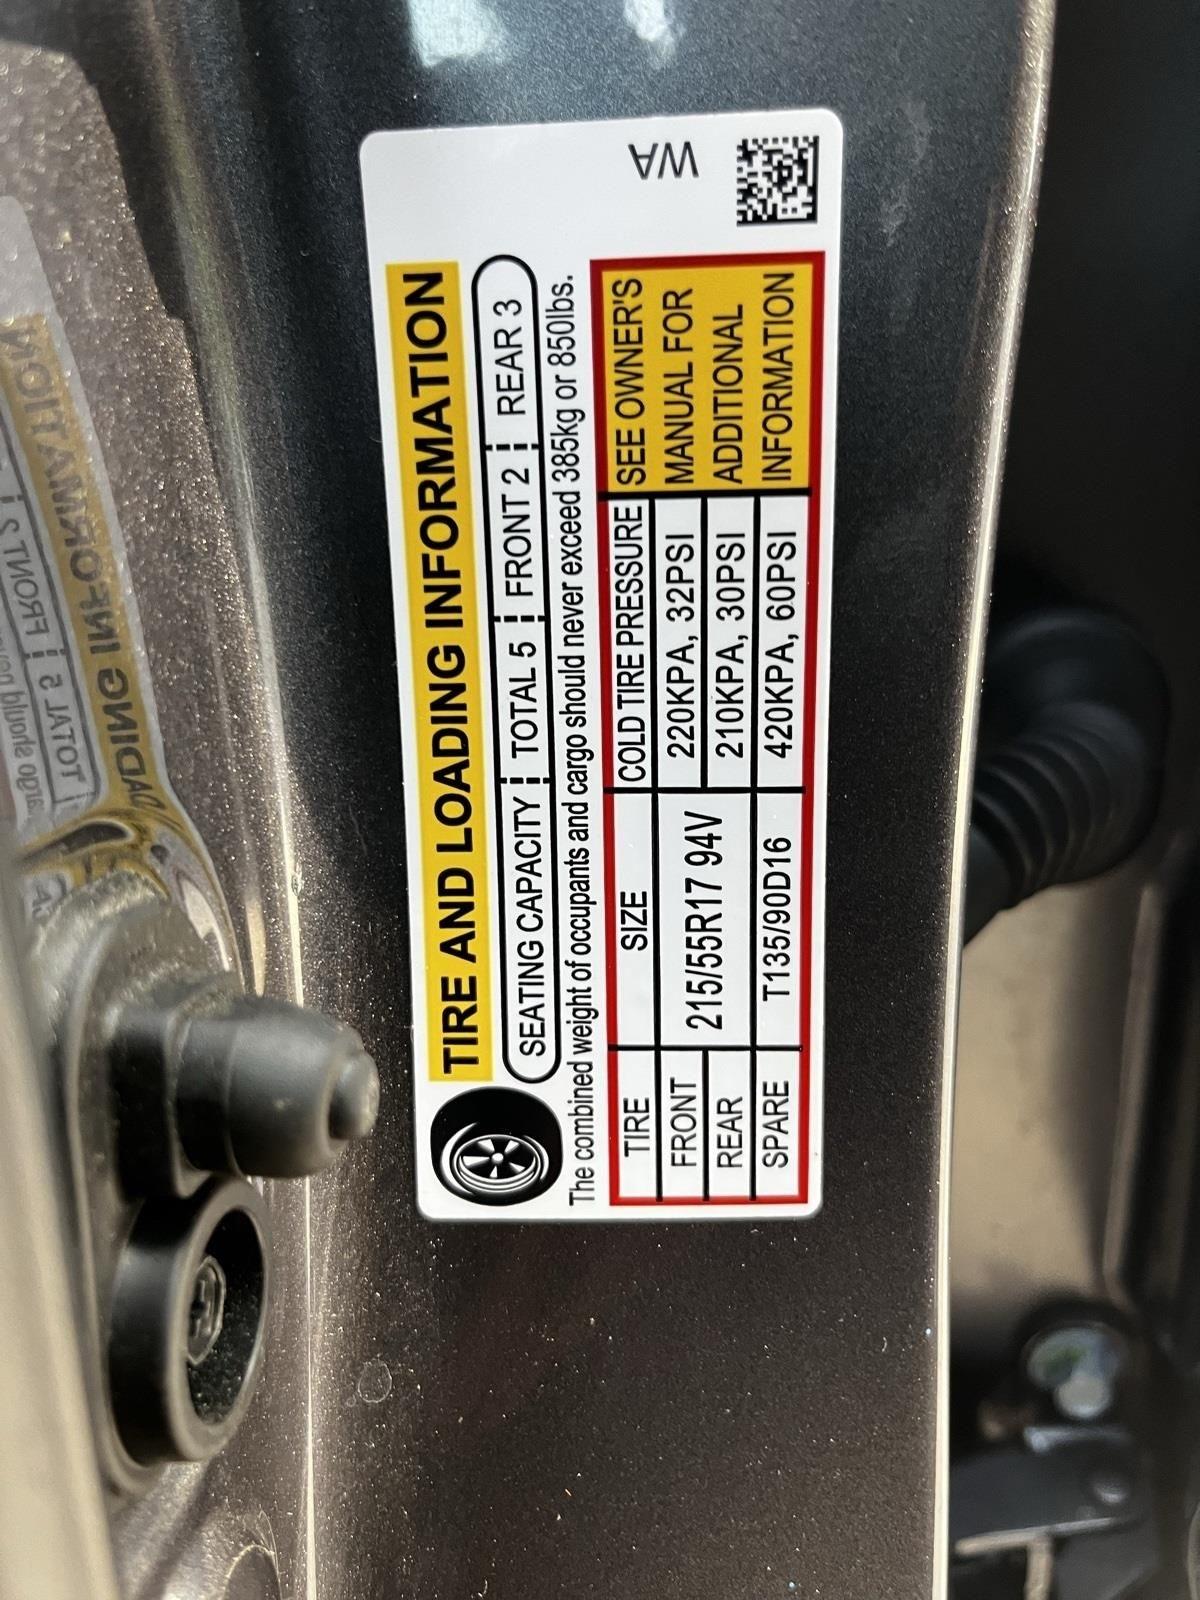 TIRE AND LOADING INFORMATION
SEATING CAPACITY ¦ TOTAL 5 ¦ FRONT 2 ¦ REAR 3
The combined weight of occupants and cargo should never exceed 385kg or 850lbs.
TIRE SIZE COLD TIRE PRESSURE
FRONT 215/55R17 94V 220KPA, 32PSI
REAR 210KPA, 30PSI
SPARE T135/90D16 420KPA, 60PSI
SEE OWNER'S
MANUAL FOR
ADDITIONAL
INFORMATION
WA